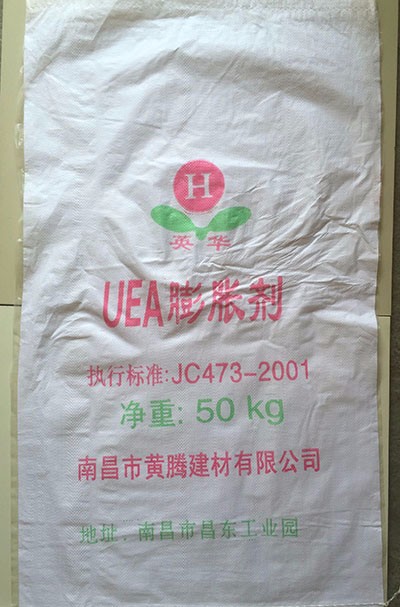 H
英华
UEA膨胀剂
执行标准:JC473-2001
净重: 50 kg
南昌市黄腾建材有限公司
地址: 南昌市昌东工业园